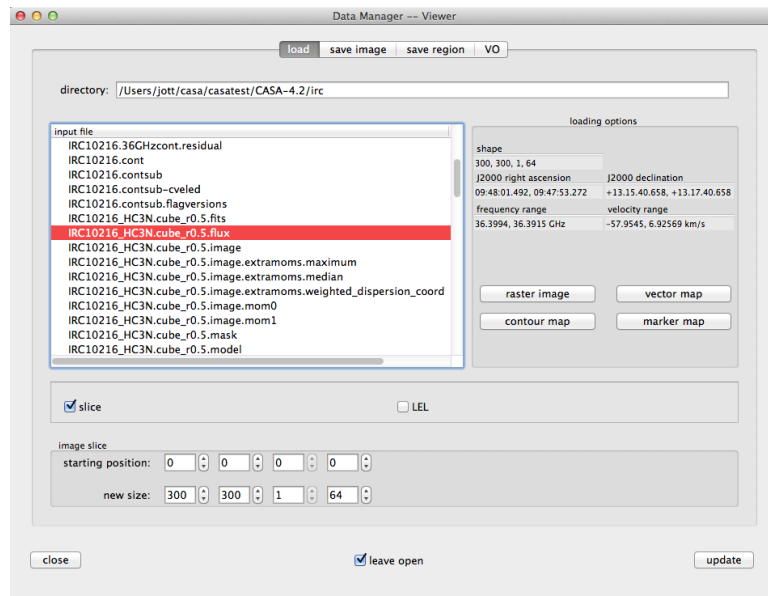 Data Manager -- Viewer
load save image save region VO
directory: /Users/jott/casa/casatest/CASA-4.2/irc
input file
IRC10216.36GHzcont.residual
IRC10216.cont
IRC10216.contsub
IRC10216.contsub-cveled
IRC10216.contsub.flagversions
IRC10216_HC3N.cube_r0.5.fits
IRC10216_HC3N.cube_r0.5.flux
IRC10216_HC3N.cube_r0.5.image
IRC10216_HC3N.cube_r0.5.image.extramoms.maximum
IRC10216_HC3N.cube_r0.5.image.extramoms.median
IRC10216_HC3N.cube_r0.5.image.extramoms.weighted_dispersion_coord
IRC10216_HC3N.cube_r0.5.image.mom0
IRC10216_HC3N.cube_r0.5.image.mom1
IRC10216_HC3N.cube_r0.5.mask
IRC10216_HC3N.cube_r0.5.model
loading options
shape
300, 300, 1, 64
J2000 right ascension J2000 declination
09:48:01.492, 09:47:53.272 +13.15.40.658, +13.17.40.658
frequency range velocity range
36.3994, 36.3915 GHz -57.9545, 6.92569 km/s
raster image vector map
contour map marker map
slice LEL
image slice
starting position: 0 0 0 0
new size: 300 300 1 64
close leave open update